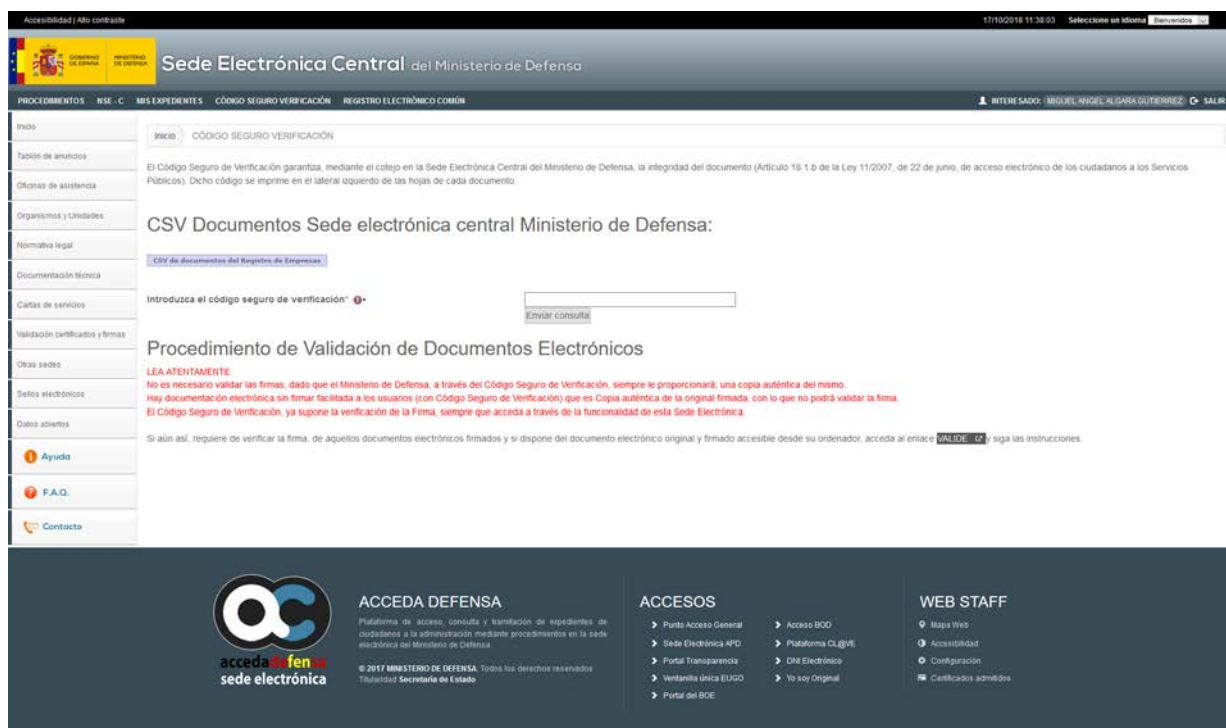 Accesibilidad | Alto contraste
17/10/2018 11:38:03 Seleccione un idioma Bienvenidos
GOBIERNO DE ESPAÑA
MINISTERIO DE DEFENSA
Sede Electrónica Central del Ministerio de Defensa
PROCEDIMIENTOS NSE - C MIS EXPEDIENTES CÓDIGO SEGURO VERIFICACIÓN REGISTRO ELECTRÓNICO COMÚN
INTERESADO: MIGUEL ANGEL ALGARA GUTIERREZ SALIR
Inicio
Tablón de anuncios
Oficinas de asistencia
Organismos y Unidades
Normativa legal
Documentación técnica
Cartas de servicios
Validación certificados y firmas
Otras sedes
Sellos electrónicos
Datos abiertos
Ayuda
F.A.Q.
Contacto
Inicio CÓDIGO SEGURO VERIFICACIÓN
El Código Seguro de Verificación garantiza, mediante el cotejo en la Sede Electrónica Central del Ministerio de Defensa, la integridad del documento (Artículo 18.1.b de la Ley 11/2007, de 22 de junio, de acceso electrónico de los ciudadanos a los Servicios
Públicos). Dicho código se imprime en el lateral izquierdo de las hojas de cada documento.
CSV Documentos Sede electrónica central Ministerio de Defensa:
CSV de documentos del Registro de Empresas
Introduzca el código seguro de verificación*
Enviar consulta
Procedimiento de Validación de Documentos Electrónicos
LEA ATENTAMENTE
No es necesario validar las firmas, dado que el Ministerio de Defensa, a través del Código Seguro de Verificación, siempre le proporcionará, una copia auténtica del mismo.
Hay documentación electrónica sin firmar facilitada a los usuarios (con Código Seguro de Verificación) que es Copia auténtica de la original firmada, con lo que no podrá validar la firma.
El Código Seguro de Verificación, ya supone la verificación de la Firma, siempre que acceda a través de la funcionalidad de esta Sede Electrónica.
Si aún así, requiere de verificar la firma, de aquellos documentos electrónicos firmados y si dispone del documento electrónico original y firmado accesible desde su ordenador, acceda al enlace VALIDE y siga las instrucciones.
accedadefensa
sede electrónica
ACCEDA DEFENSA
Plataforma de acceso, consulta y tramitación de expedientes de
ciudadanos a la administración mediante procedimientos en la sede
electrónica del Ministerio de Defensa.
© 2017 MINISTERIO DE DEFENSA. Todos los derechos reservados
Titularidad Secretaría de Estado
ACCESOS
Punto Acceso General
Sede Electrónica APD
Portal Transparencia
Ventanilla única EUGO
Portal del BOE
Acceso BOD
Plataforma CL@VE
DNI Electrónico
Yo soy Original
WEB STAFF
Mapa Web
Accesibilidad
Configuración
Certificados admitidos